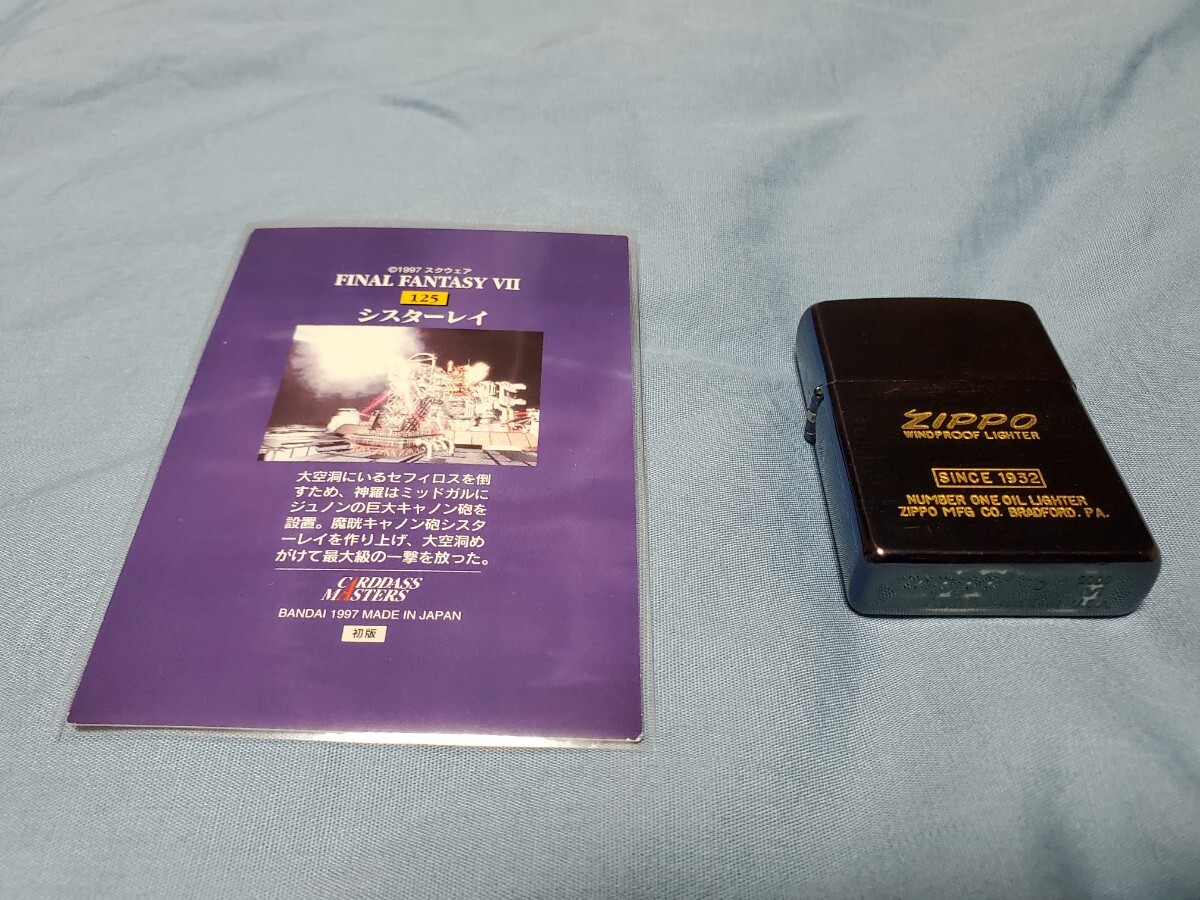 ©1997 スクウェア
FINAL FANTASY VII
125
シスターレイ
大空洞にいるセフィロスを倒
すため、神羅はミッドガルに
ジュノンの巨大キャノン砲を
設置。魔晄キャノン砲シスタ
ーレイを作り上げ、大空洞め
がけて最大級の一撃を放った。
CARDDASS
MASTERS
BANDAI 1997 MADE IN JAPAN
初版
ZIPPO
WINDPROOF LIGHTER
SINCE 1932
NUMBER ONE OIL LIGHTER
ZIPPO MFG CO. BRADFORD. PA.